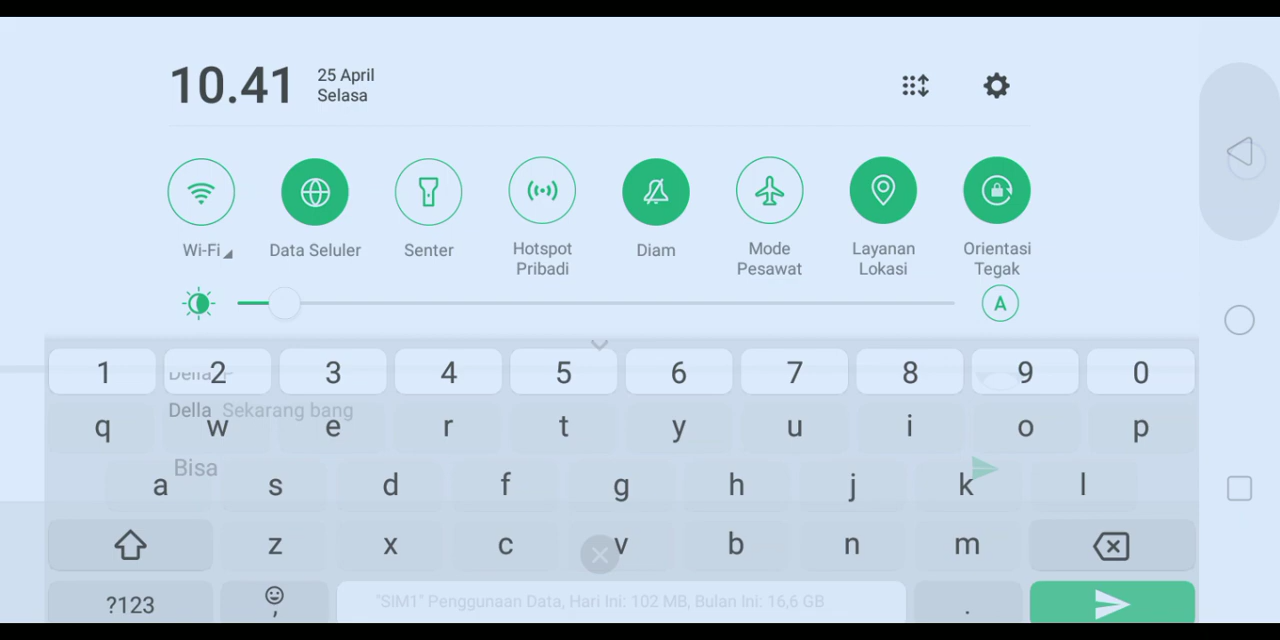 10.41
25 April
Selasa
Wi-Fi
Data Seluler
Senter
Hotspot
Pribadi
Diam
Mode
Pesawat
Layanan
Lokasi
Orientasi
Tegak
A
1 2 3 4 5 6 7 8 9 0
Della
Della Sekarang bang
q w e r t y u i o p
Bisa
a s d f g h j k l
z x c v b n m
?123 , "SIM1" Penggunaan Data, Hari Ini: 102 MB, Bulan Ini: 16,6 GB .